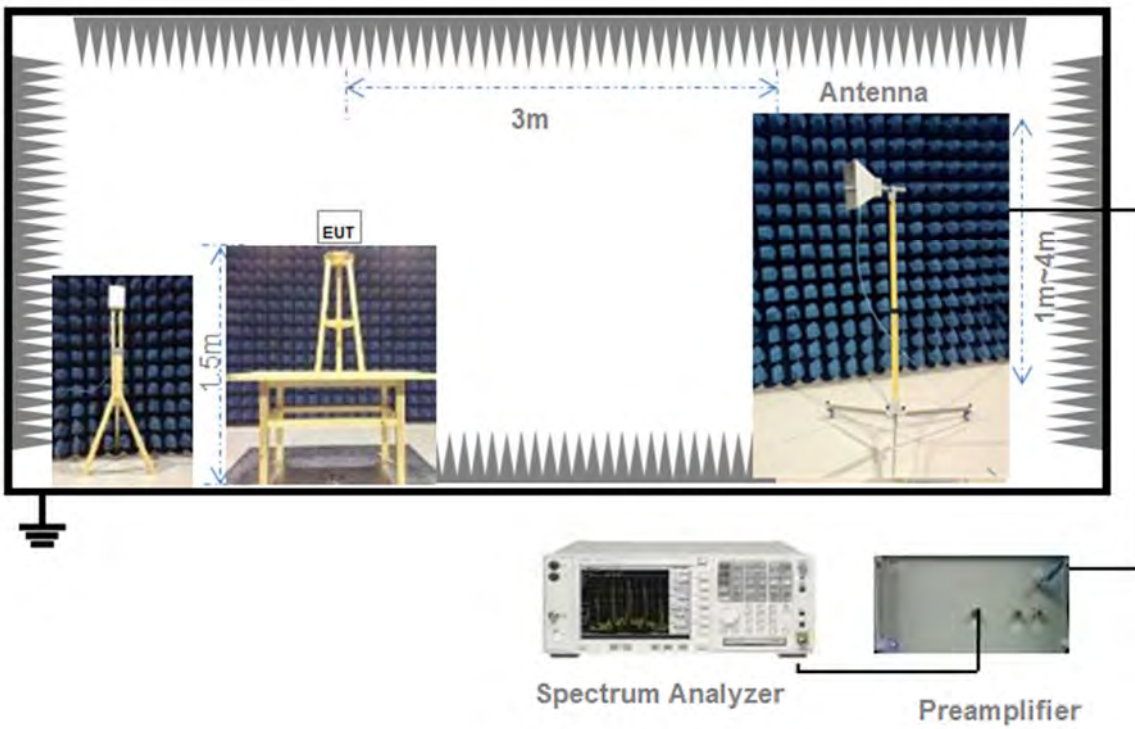 Antenna
3m
EUT
1.5m
1m~4m
Spectrum Analyzer
Preamplifier